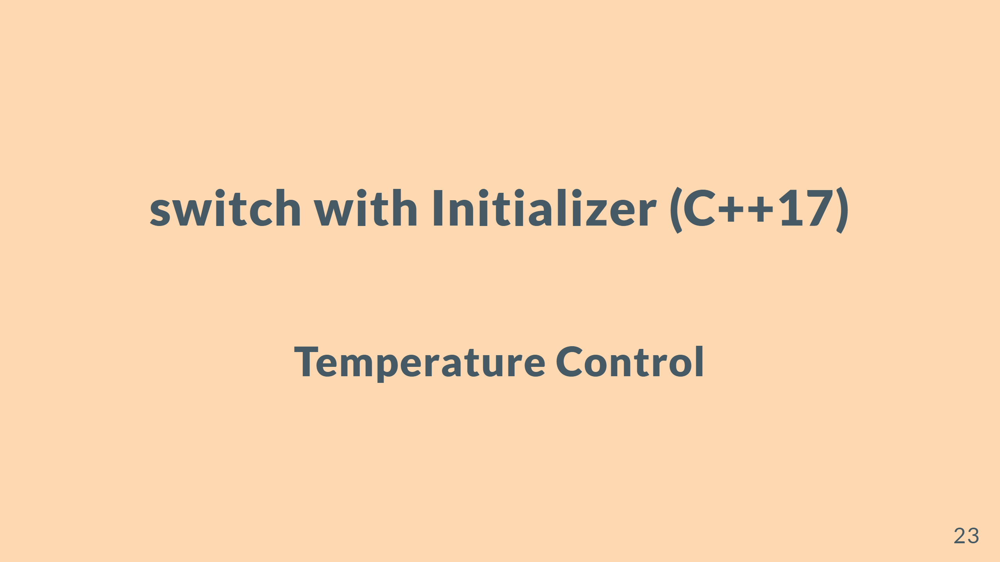 switch with Initializer (C++17)
Temperature Control
23